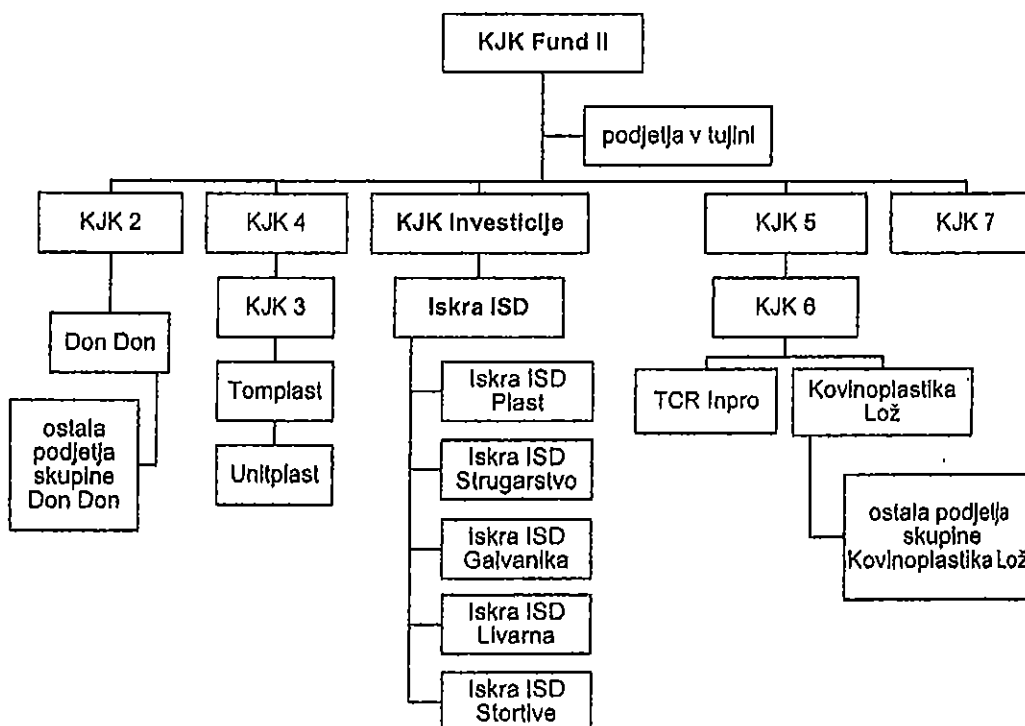 KJK Fund II
podjetja v tujini
KJK 2
KJK 4
KJK Investicije
KJK 5
KJK 7
KJK 3
Iskra ISD
KJK 6
Don Don
Tomplast
Iskra ISD
Plast
TCR Inpro
Kovinoplastika
Lož
ostala
podjetja
skupine
Don Don
Unitplast
Iskra ISD
Strugarstvo
ostala podjetja
skupine
Kovinoplastika Lož
Iskra ISD
Galvanika
Iskra ISD
Livarna
Iskra ISD
Stortive